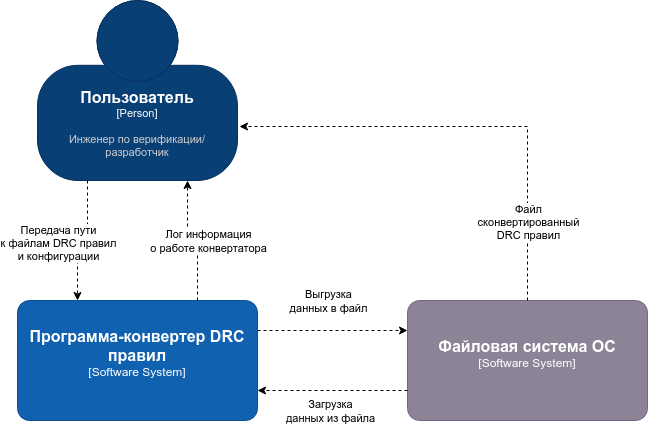 Пользователь
[Person]
Инженер по верификации/
разработчик
Передача пути
к файлам DRC правил
и конфигурации
Лог информация
о работе конвертатора
Файл
сконвертированный
DRC правил
Выгрузка
данных в файл
Программа-конвертер DRC
правил
[Software System]
Файловая система ОС
[Software System]
Загрузка
данных из файла